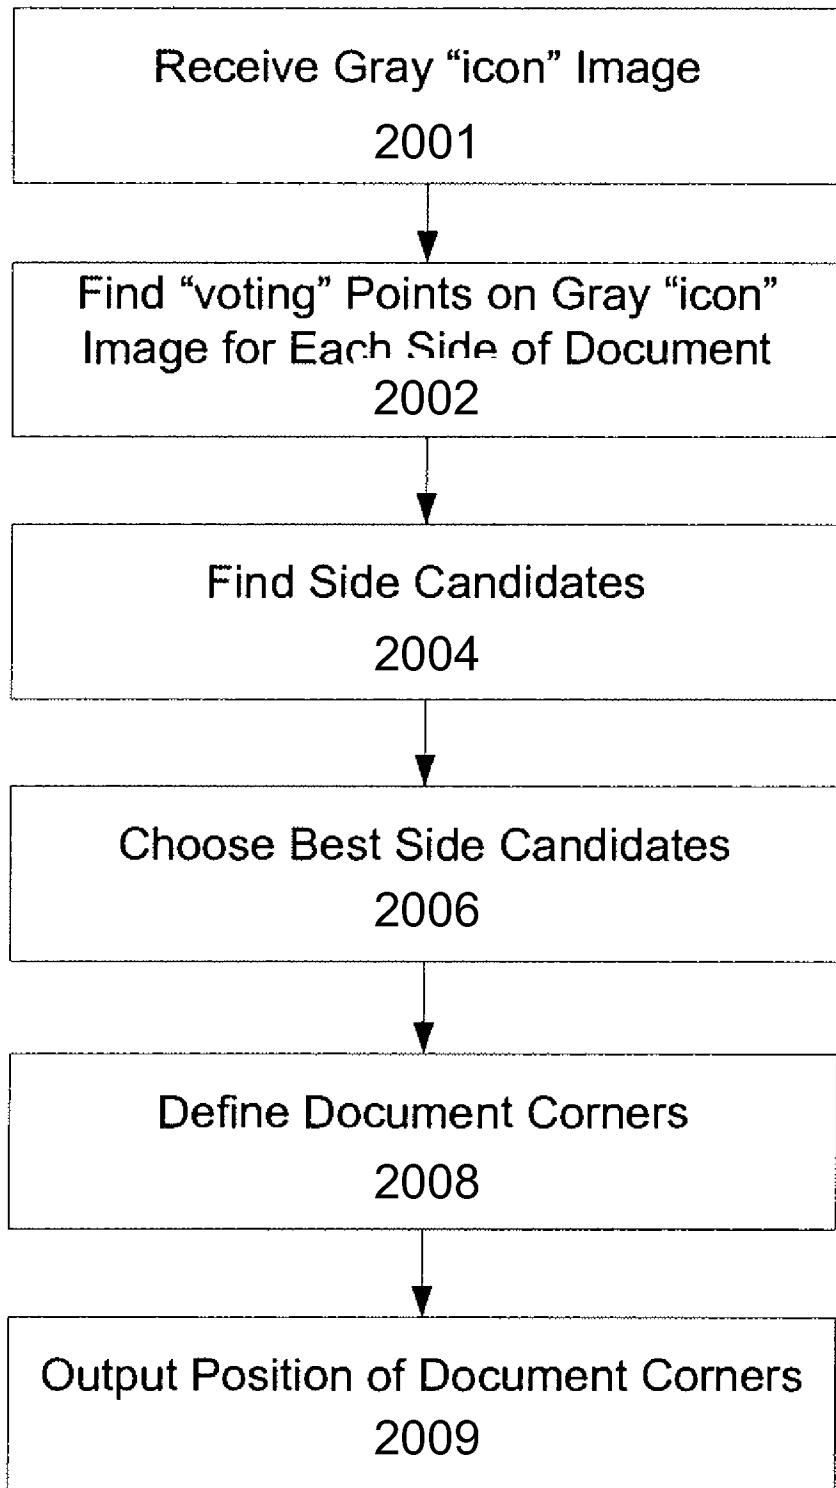 Receive Gray “icon” Image
2001
Find “voting” Points on Gray “icon”
Image for Each Side of Document
2002
Find Side Candidates
2004
Choose Best Side Candidates
2006
Define Document Corners
2008
Output Position of Document Corners
2009